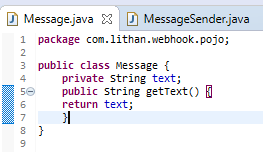 Message.java MessageSender.java
1 package com.lithan.webhook.pojo;
2
3 public class Message {
4 private String text;
5 public String getText() {
6 return text;
7 }
8 }
9